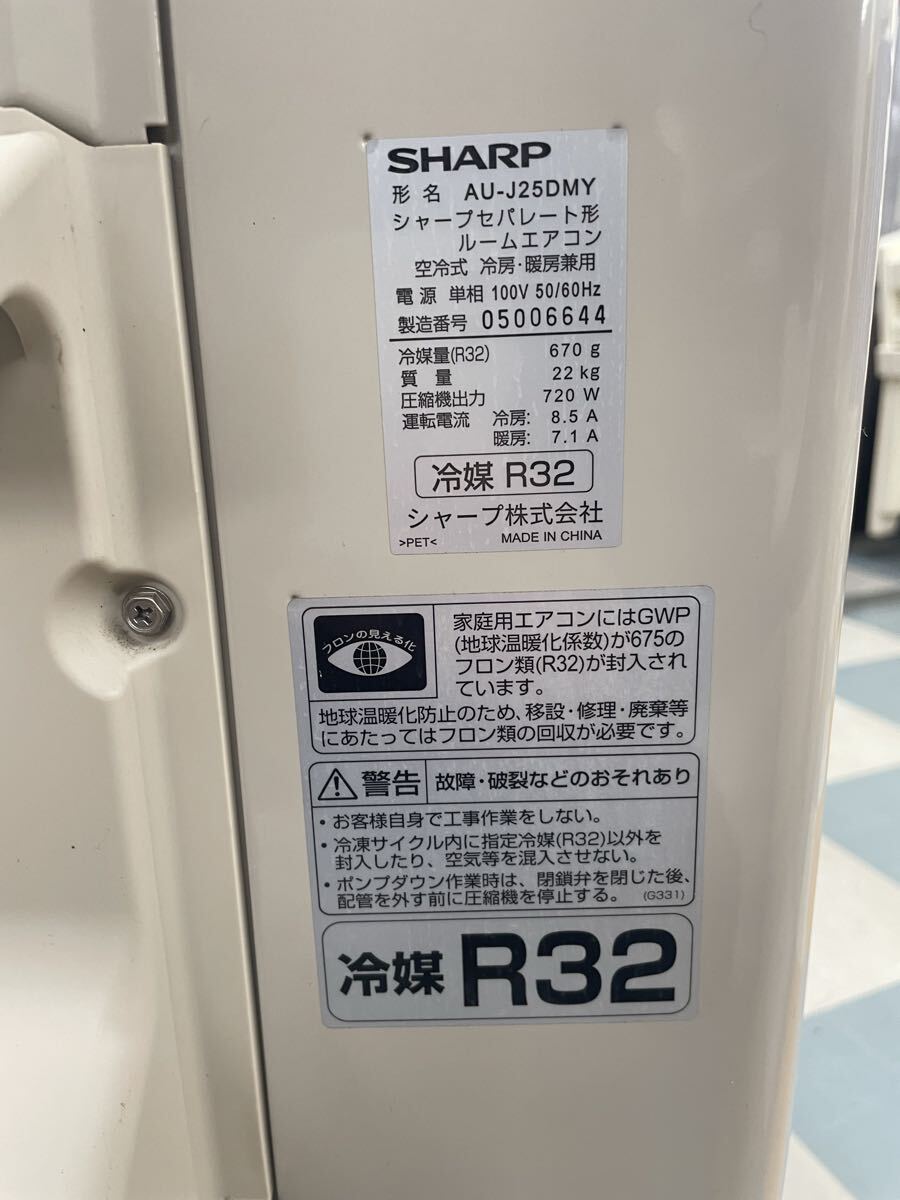 SHARP
形名 AU-J25DMY
シャープセパレート形
ルームエアコン
空冷式 冷房・暖房兼用
電源 単相 100V 50/60Hz
製造番号 05006644
冷媒量(R32) 670 g
質量 22 kg
圧縮機出力 720 W
運転電流 冷房: 8.5 A
暖房: 7.1 A
冷媒 R32
シャープ株式会社
>PET< MADE IN CHINA
フロンの見える化
家庭用エアコンにはGWP
(地球温暖化係数)が675の
フロン類(R32)が封入され
ています。
地球温暖化防止のため、移設・修理・廃棄等
にあたってはフロン類の回収が必要です。
警告 故障・破裂などのおそれあり
・お客様自身で工事作業をしない。
・冷凍サイクル内に指定冷媒(R32)以外を
封入したり、空気等を混入させない。
・ポンプダウン作業時は、閉鎖弁を閉じた後、
配管を外す前に圧縮機を停止する。 (G331)
冷媒 R32